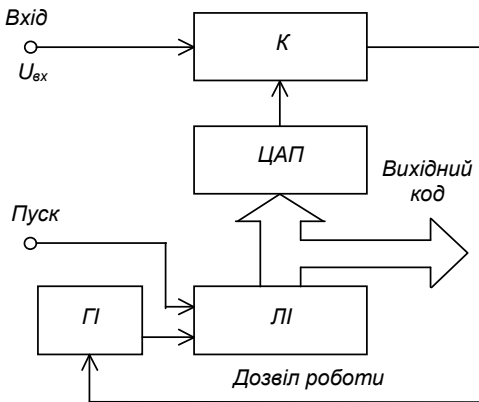 Вхід
К
Uвх
ЦАП
Вихідний
код
Пуск
ГІ
ЛІ
Дозвіл роботи